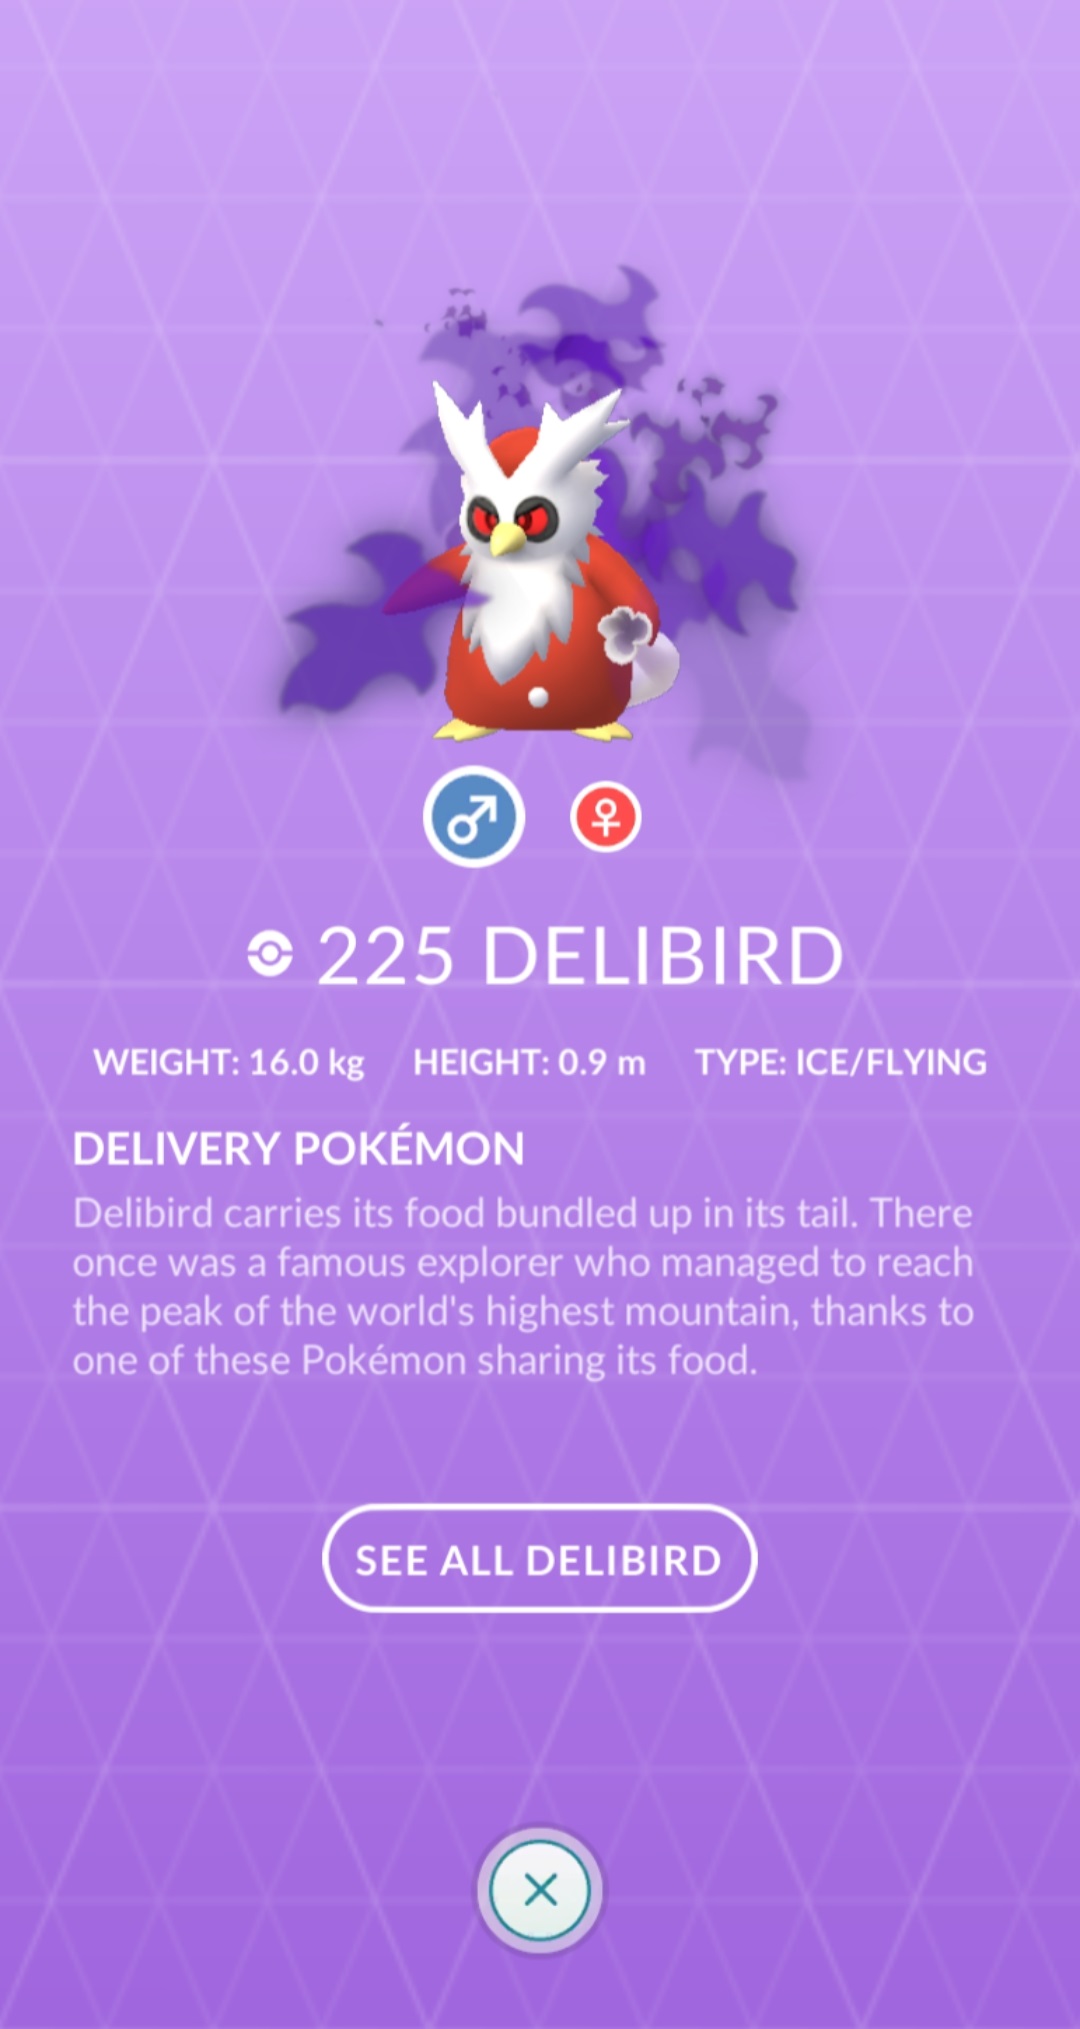 225 DELIBIRD
WEIGHT: 16.0 kg HEIGHT: 0.9 m TYPE: ICE/FLYING
DELIVERY POKÉMON
Delibird carries its food bundled up in its tail. There
once was a famous explorer who managed to reach
the peak of the world's highest mountain, thanks to
one of these Pokémon sharing its food.
SEE ALL DELIBIRD